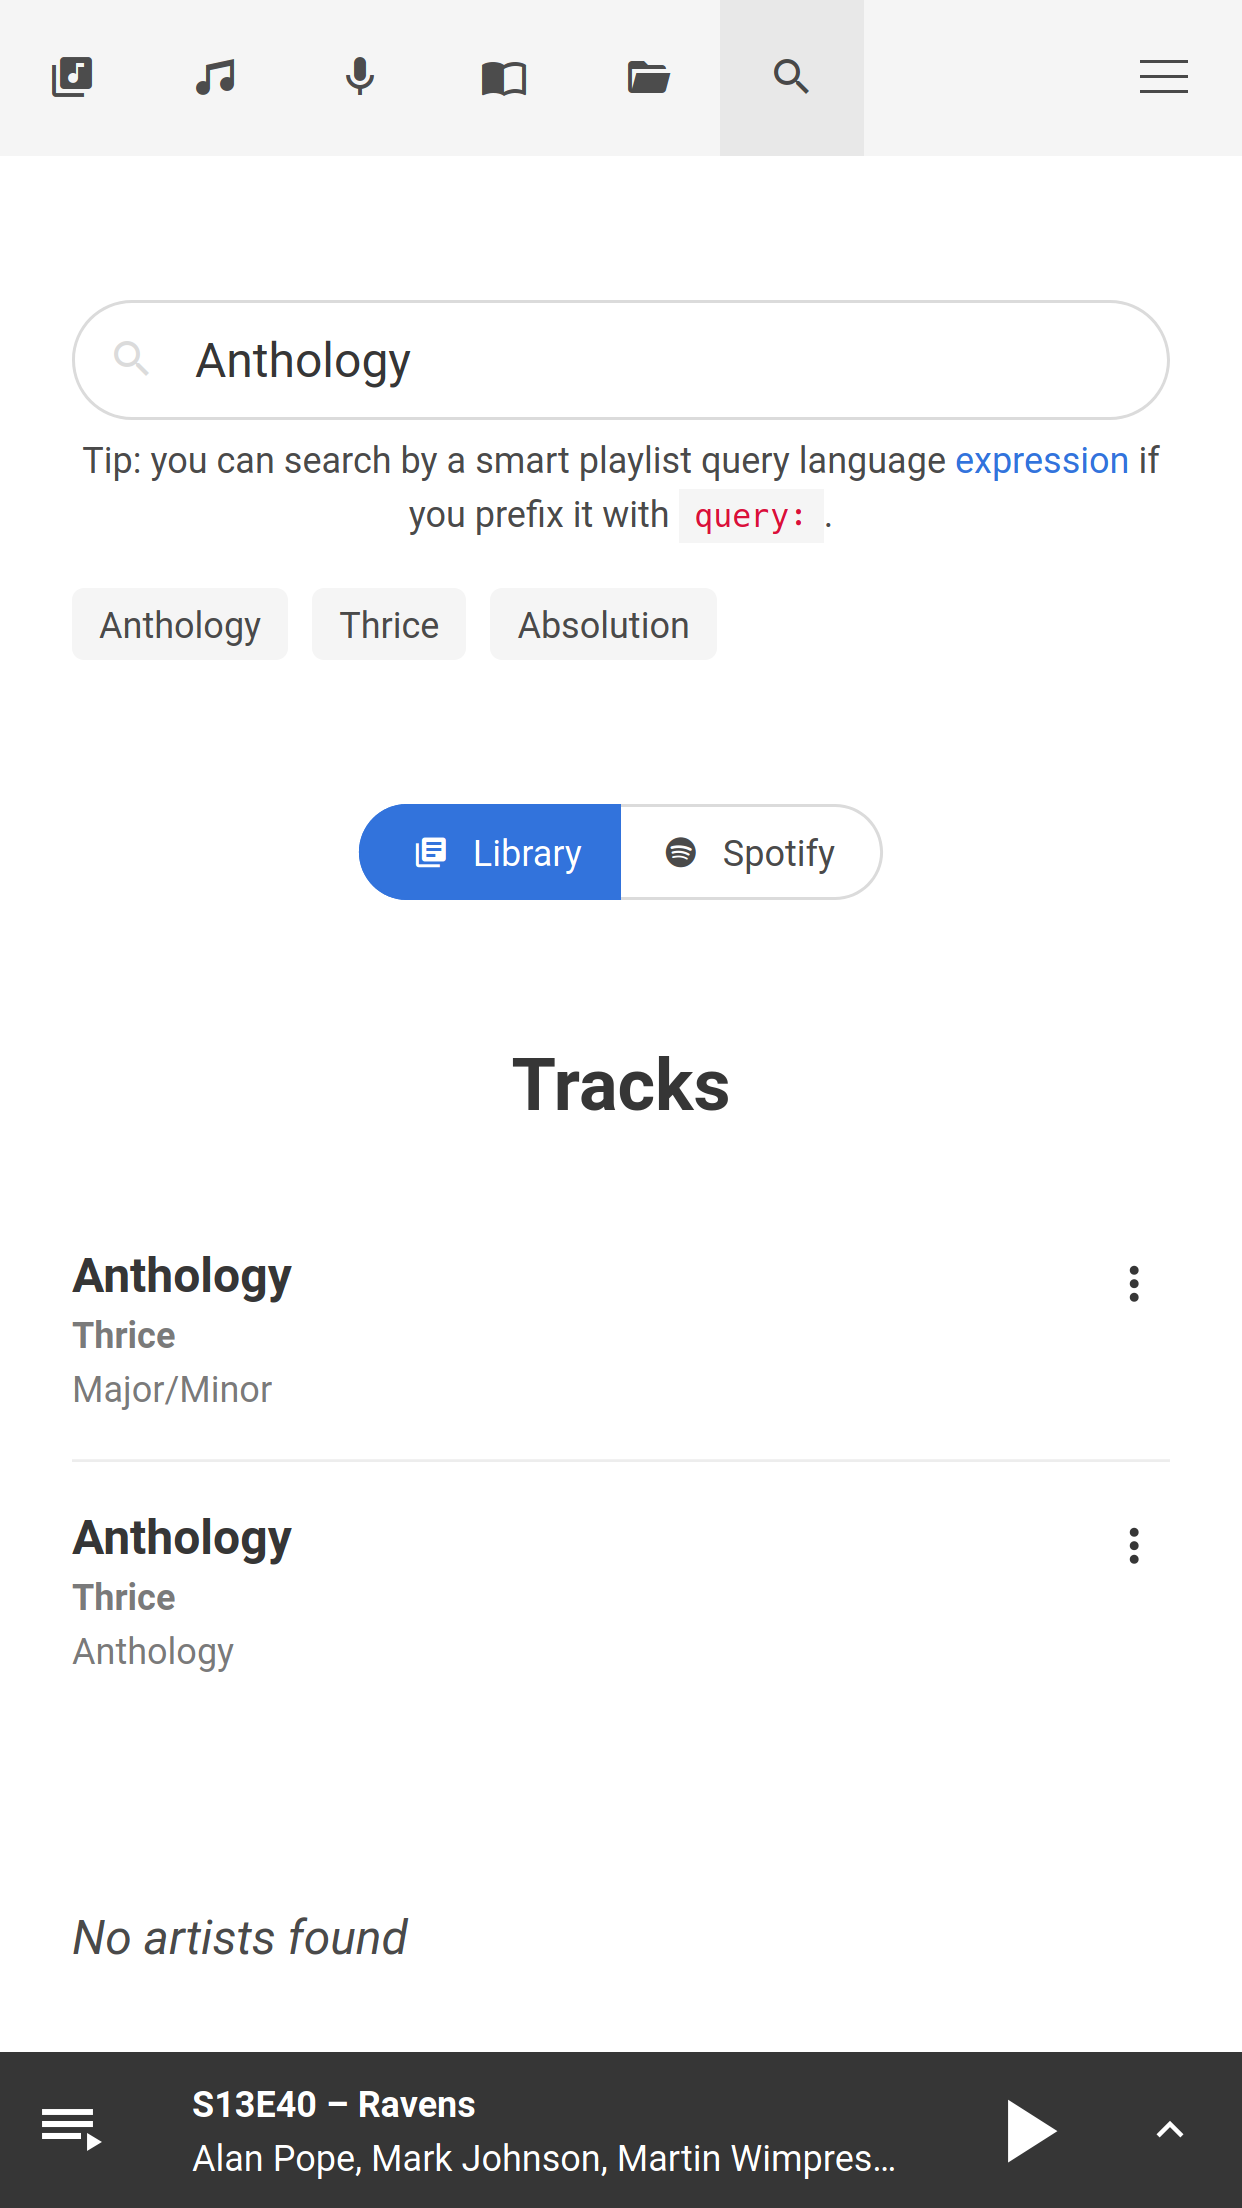 Anthology
Tip: you can search by a smart playlist query language expression if
you prefix it with query: .
Anthology Thrice Absolution
Library Spotify
Tracks
Anthology
Thrice
Major/Minor
Anthology
Thrice
Anthology
No artists found
S13E40 – Ravens
Alan Pope, Mark Johnson, Martin Wimpres…